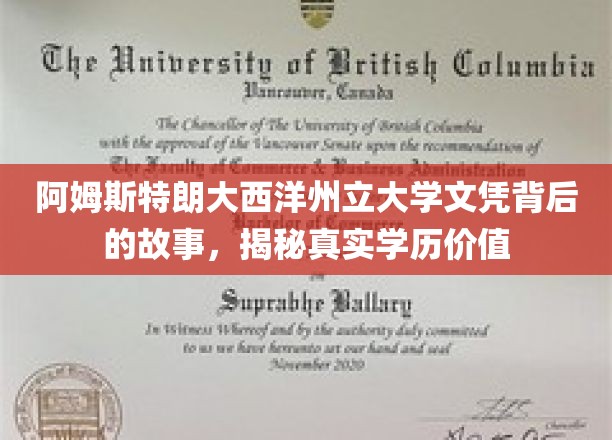 The University of British Columbia
Vancouver, Canada
The Chancellor of The University of British Columbia
with the approval of the Vancouver Senate upon the recommendation of
The Faculty of Commerce & Business Administration
阿姆斯特朗大西洋州立大学文凭背后
的故事，揭秘真实学历价值
Bachelor of Commerce
on
Suprabhe Ballary
In Witness Whereof and by the authority duly committed
to us we have hereunto set our hand and seal
November 2020
Chancellor